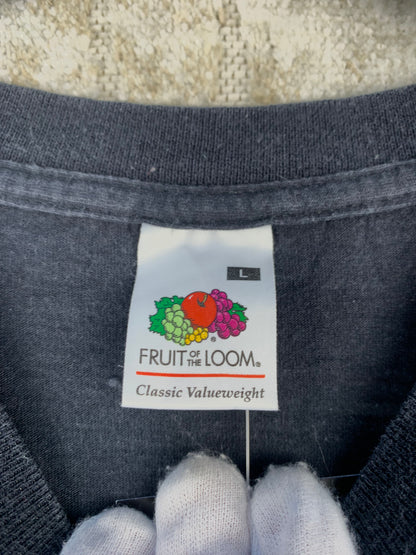 L
FRUIT OF THE LOOM®
Classic Valueweight